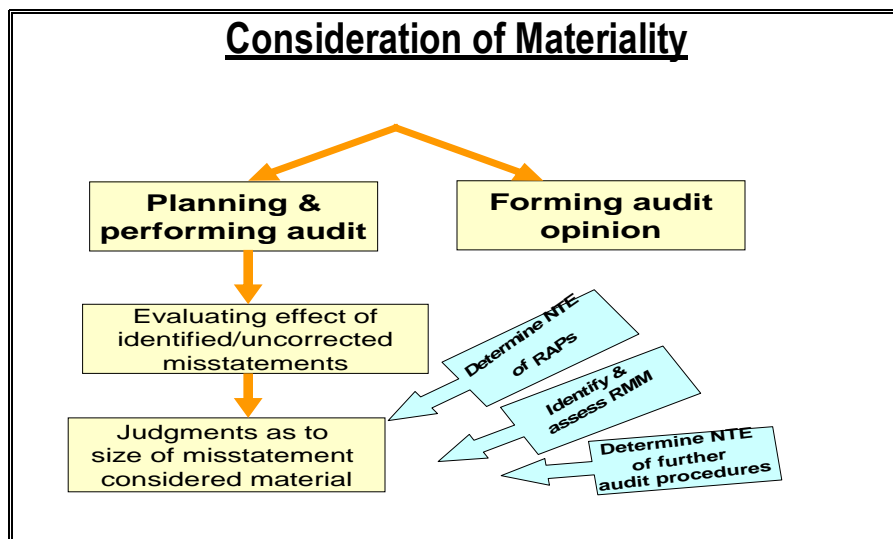 Consideration of Materiality
Planning &
performing audit
Forming audit
opinion
Evaluating effect of
identified/uncorrected
misstatements
Judgments as to
size of misstatement
considered material
Determine NTE
of RAPs
Identify &
assess RMM
Determine NTE
of further
audit procedures